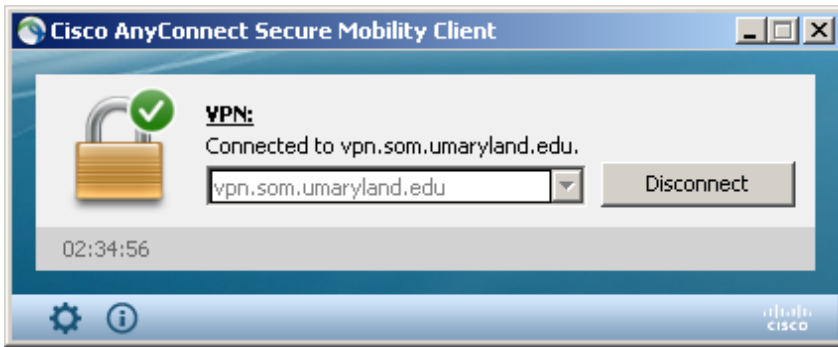 Cisco AnyConnect Secure Mobility Client
VPN:
Connected to vpn.som.umaryland.edu.
vpn.som.umaryland.edu
Disconnect
02:34:56
CISCO